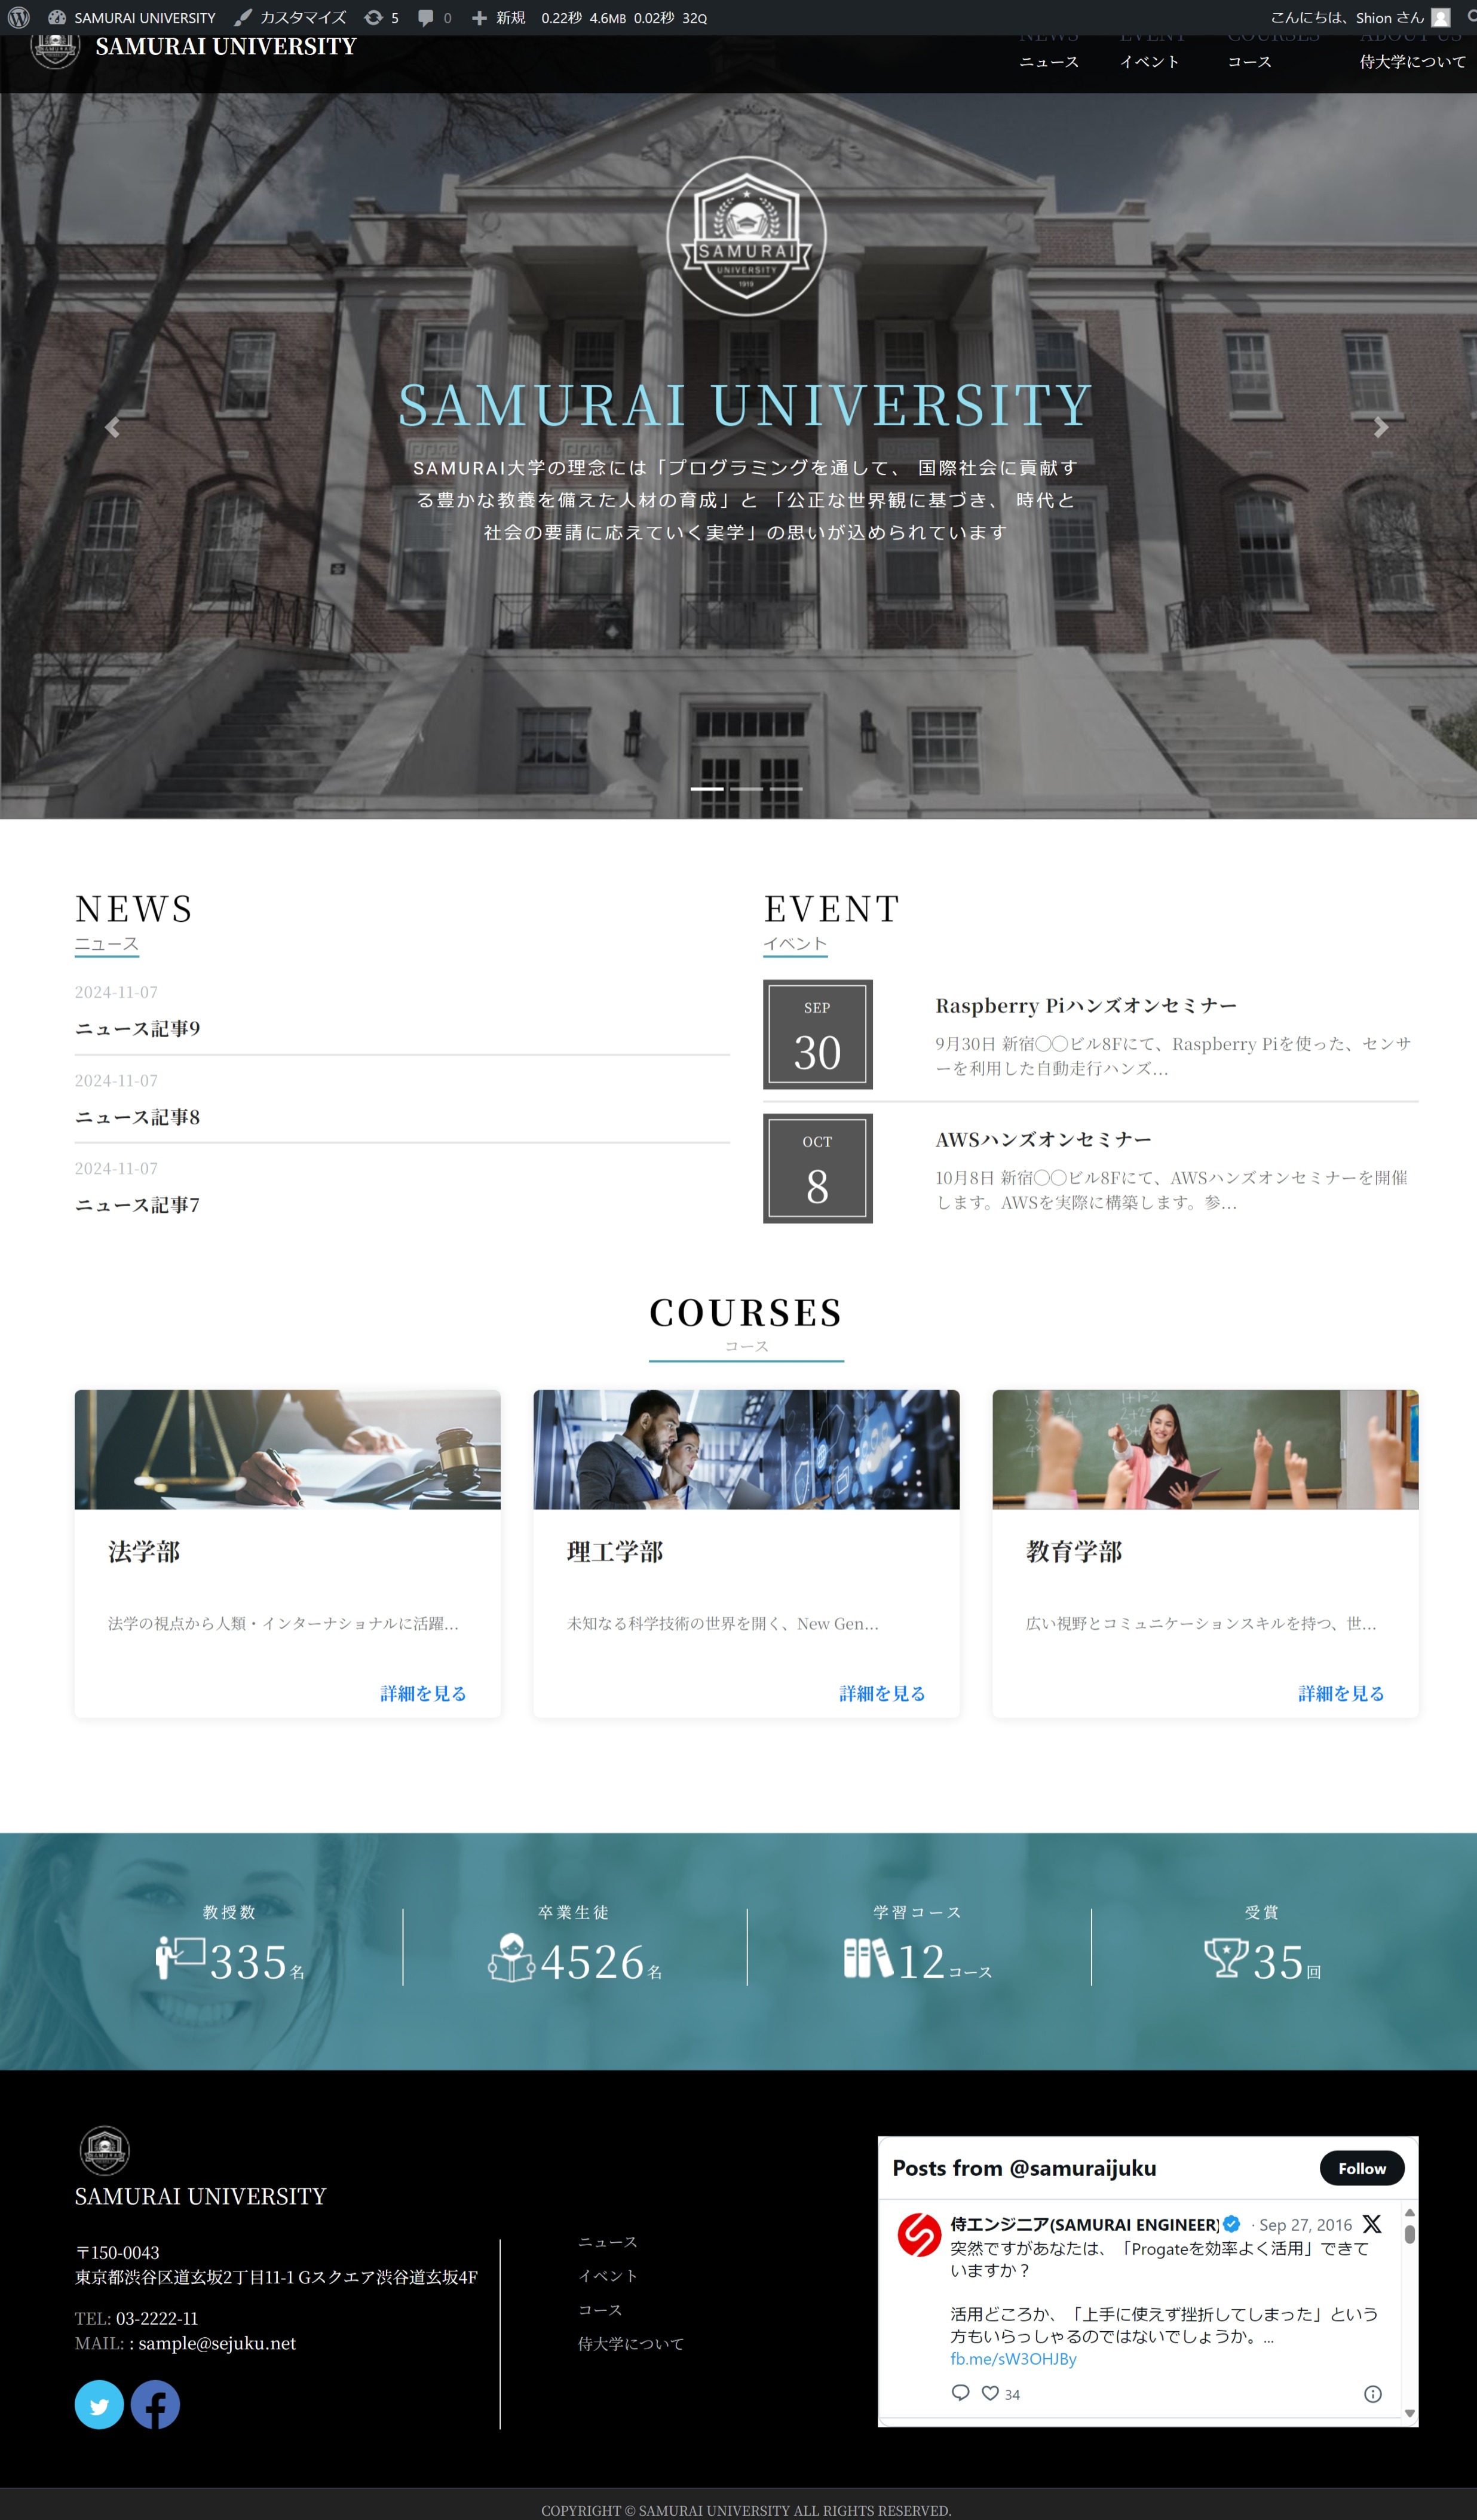 SAMURAI UNIVERSITY カスタマイズ 5 0 新規 0.22秒 4.6MB 0.02秒 32Q こんにちは、Shion さん
SAMURAI UNIVERSITY
NEWS EVENT COURSES ABOUT US
ニュース イベント コース 侍大学について
SAMURAI
UNIVERSITY
1919
SAMURAI UNIVERSITY
SAMURAI大学の理念には「プログラミングを通して、 国際社会に貢献す
る豊かな教養を備えた人材の育成」と 「公正な世界観に基づき、 時代と
社会の要請に応えていく実学」の思いが込められています
NEWS
ニュース
2024-11-07
ニュース記事9
2024-11-07
ニュース記事8
2024-11-07
ニュース記事7
EVENT
イベント
SEP
30
Raspberry Piハンズオンセミナー
9月30日 新宿◯◯ビル8Fにて、Raspberry Piを使った、センサ
ーを利用した自動走行ハンズ...
OCT
8
AWSハンズオンセミナー
10月8日 新宿◯◯ビル8Fにて、AWSハンズオンセミナーを開催
します。AWSを実際に構築します。参...
COURSES
コース
法学部
法学の視点から人類・インターナショナルに活躍...
詳細を見る
理工学部
未知なる科学技術の世界を開く、New Gen...
詳細を見る
教育学部
広い視野とコミュニケーションスキルを持つ、世...
詳細を見る
教授数
335名
卒業生徒
4526名
学習コース
12コース
受賞
35回
SAMURAI UNIVERSITY
〒150-0043
東京都渋谷区道玄坂2丁目11-1 Gスクエア渋谷道玄坂4F
TEL: 03-2222-11
MAIL: : sample@sejuku.net
ニュース
イベント
コース
侍大学について
Posts from @samuraijuku
Follow
侍エンジニア(SAMURAI ENGINEER) · Sep 27, 2016
突然ですがあなたは、「Progateを効率よく活用」できて
いますか？
活用どころか、「上手に使えず挫折してしまった」という
方もいらっしゃるのではないでしょうか。...
fb.me/sW3OHJBy
34
COPYRIGHT © SAMURAI UNIVERSITY ALL RIGHTS RESERVED.